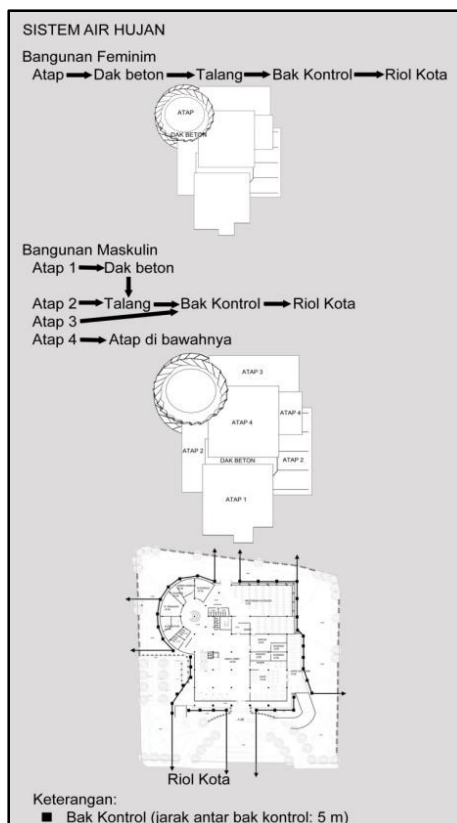 SISTEM AIR HUJAN
Bangunan Feminim
Atap Dak beton Talang Bak Kontrol Riol Kota
ATAP
DAK BETON
Bangunan Maskulin
Atap 1 Dak beton
Atap 2 Talang Bak Kontrol Riol Kota
Atap 3
Atap 4 Atap di bawahnya
ATAP 3
ATAP 4
ATAP 4
ATAP 2
DAK BETON
ATAP 2
ATAP 1
Riol Kota
Keterangan:
Bak Kontrol (jarak antar bak kontrol: 5 m)